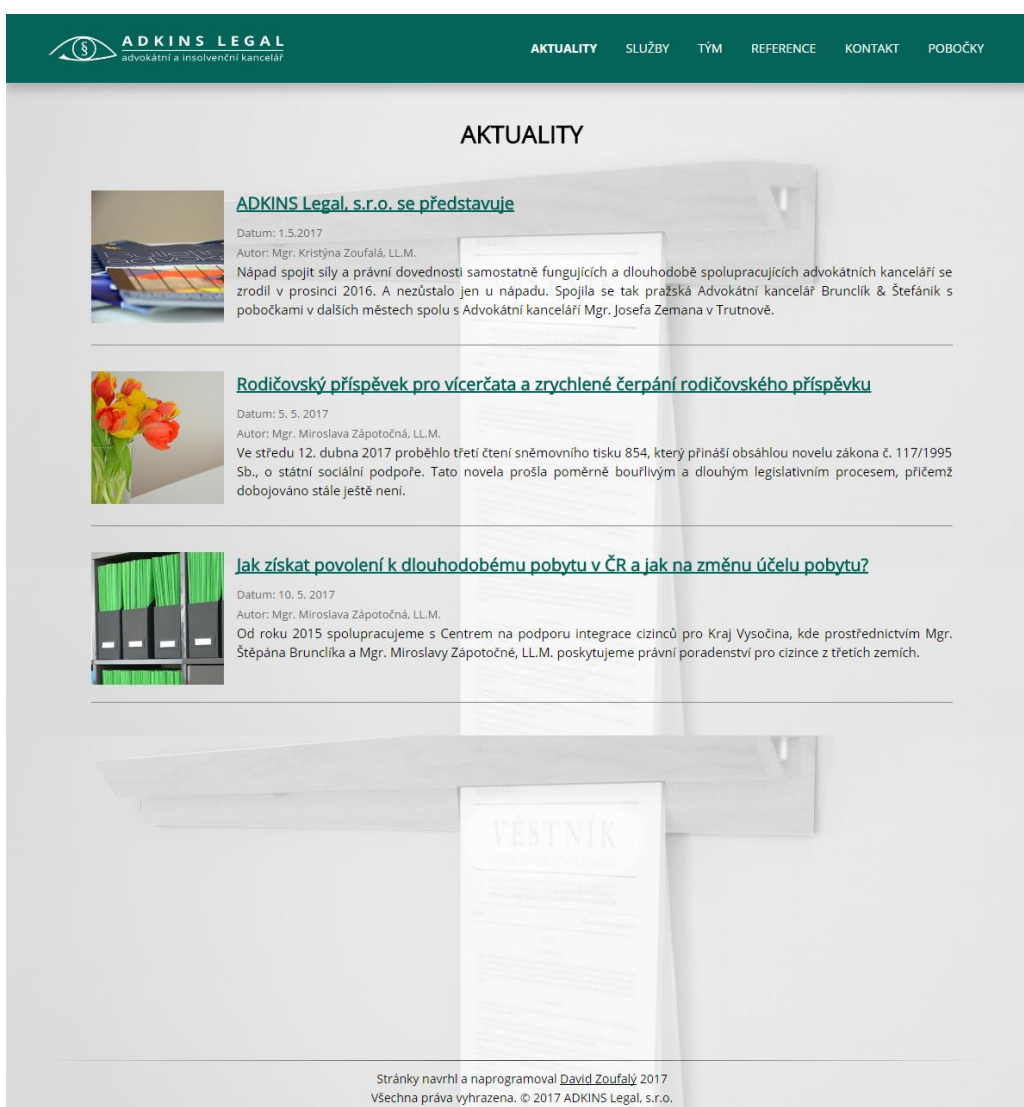 ADKINS LEGAL
advokátní a insolvenční kancelář
AKTUALITY SLUŽBY TÝM REFERENCE KONTAKT POBOČKY
AKTUALITY
ADKINS Legal, s.r.o. se představuje
Datum: 1.5.2017
Autor: Mgr. Kristýna Zoufalá, LL.M.
Nápad spojit síly a právní dovednosti samostatně fungujících a dlouhodobě spolupracujících advokátních kanceláří se
zrodil v prosinci 2016. A nezůstalo jen u nápadu. Spojila se tak pražská Advokátní kancelář Brunclík & Štefánik s
pobočkami v dalších městech spolu s Advokátní kanceláří Mgr. Josefa Zemana v Trutnově.
Rodičovský příspěvek pro vícerčata a zrychlené čerpání rodičovského příspěvku
Datum: 5. 5. 2017
Autor: Mgr. Miroslava Zápotočná, LL.M.
Ve středu 12. dubna 2017 proběhlo třetí čtení sněmovního tisku 854, který přináší obsáhlou novelu zákona č. 117/1995
Sb., o státní sociální podpoře. Tato novela prošla poměrně bouřlivým a dlouhým legislativním procesem, přičemž
dobojováno stále ještě není.
Jak získat povolení k dlouhodobému pobytu v ČR a jak na změnu účelu pobytu?
Datum: 10. 5. 2017
Autor: Mgr. Miroslava Zápotočná, LL.M.
Od roku 2015 spolupracujeme s Centrem na podporu integrace cizinců pro Kraj Vysočina, kde prostřednictvím Mgr.
Štěpána Brunclíka a Mgr. Miroslavy Zápotočné, LL.M. poskytujeme právní poradenství pro cizince z třetích zemích.
VĚSTNÍK
Stránky navrhl a naprogramoval David Zoufalý 2017
Všechna práva vyhrazena. © 2017 ADKINS Legal, s.r.o.